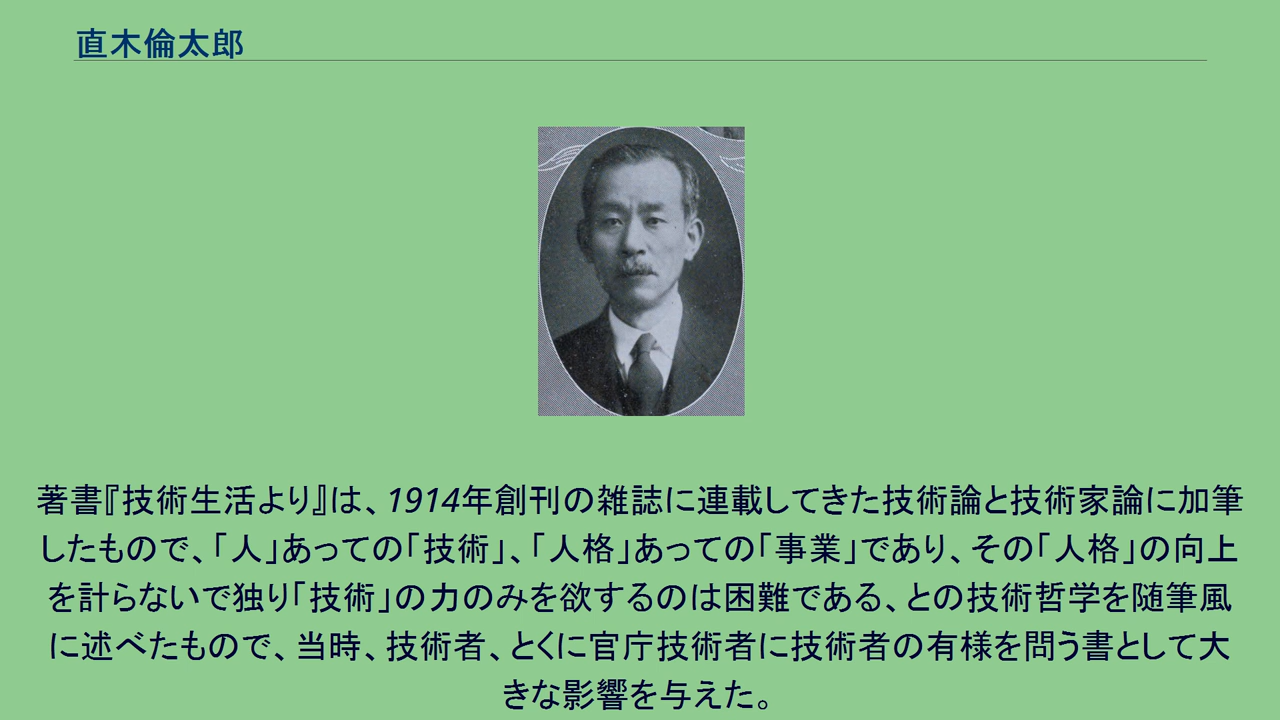 直木倫太郎
著書『技術生活より』は、1914年創刊の雑誌に連載してきた技術論と技術家論に加筆
したもので、「人」あっての「技術」、「人格」あっての「事業」であり、その「人格」の向上
を計らないで独り「技術」の力のみを欲するのは困難である、との技術哲学を随筆風
に述べたもので、当時、技術者、とくに官庁技術者に技術者の有様を問う書として大
きな影響を与えた。